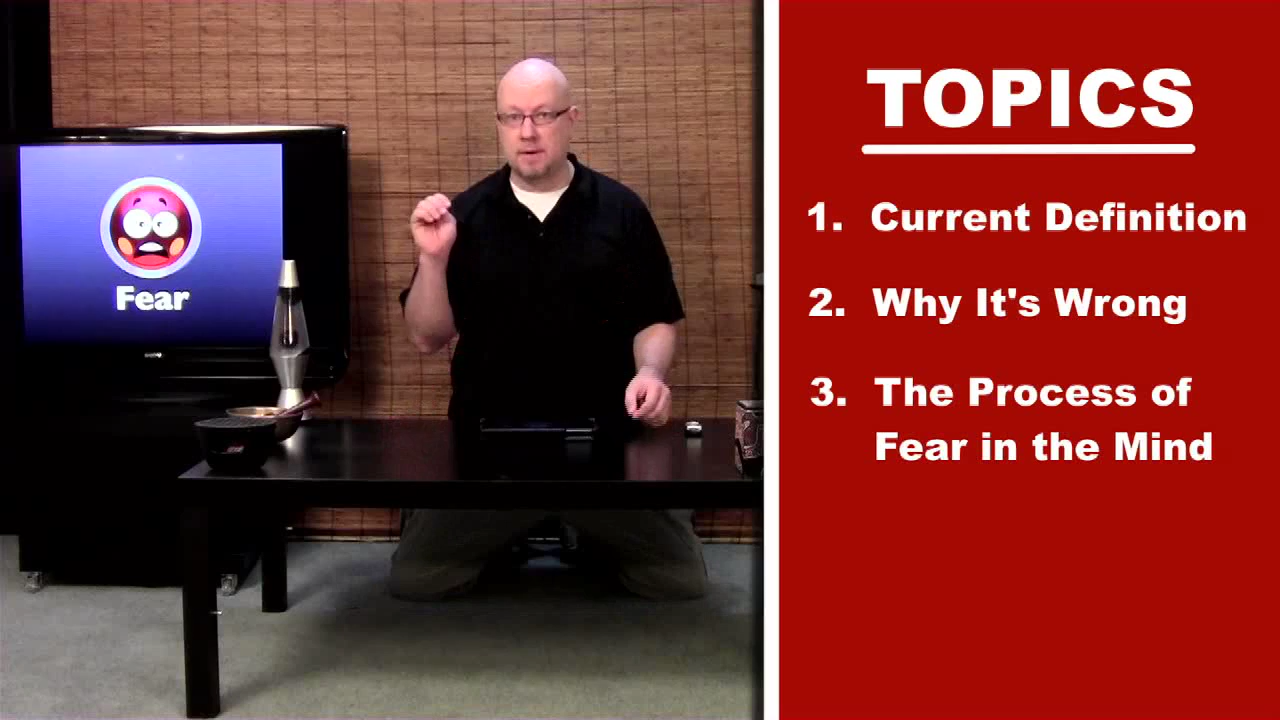 Fear
TOPICS
1. Current Definition
2. Why It's Wrong
3. The Process of
Fear in the Mind